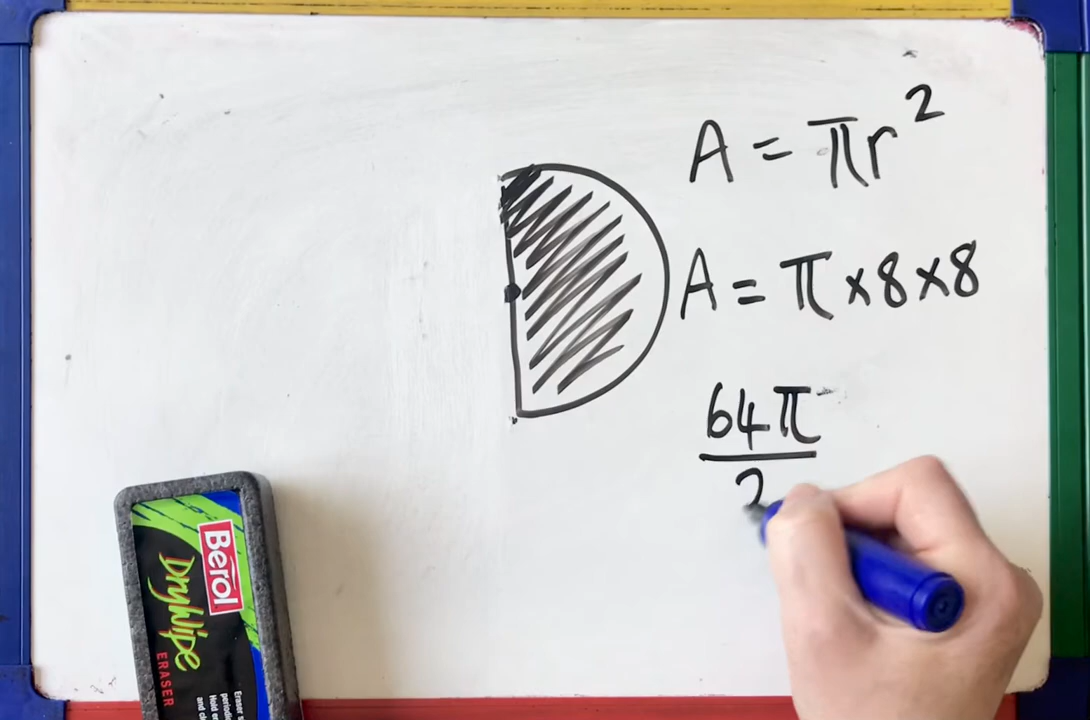 A = πr²
A = π×8×8
64π
2
Berol
DryWipe
ERASER